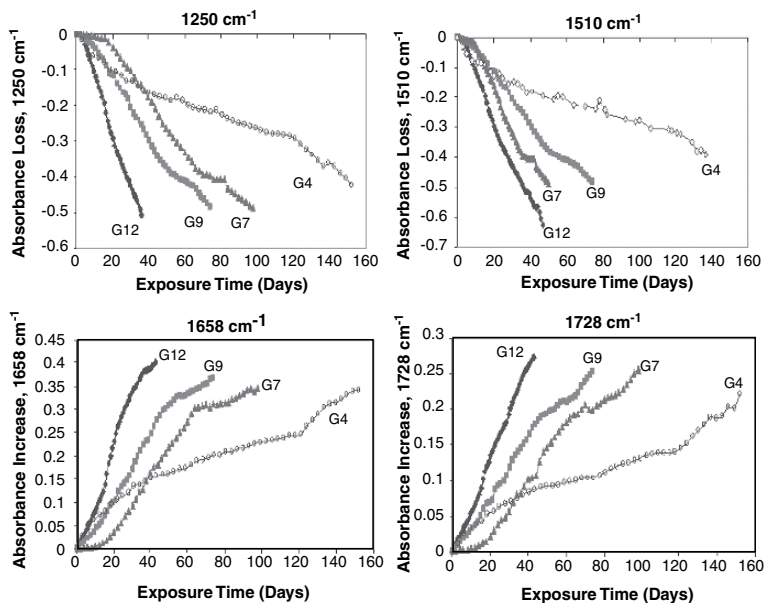 1250 cm⁻¹
Absorbance Loss, 1250 cm⁻¹
0
-0.1
-0.2
-0.3
-0.4
-0.5
-0.6
G4
G12
G9
G7
0 20 40 60 80 100 120 140 160
Exposure Time (Days)
1510 cm⁻¹
Absorbance Loss, 1510 cm⁻¹
0
-0.1
-0.2
-0.3
-0.4
-0.5
-0.6
-0.7
G4
G7
G9
G12
0 20 40 60 80 100 120 140 160
Exposure Time (Days)
1658 cm⁻¹
Absorbance Increase, 1658 cm⁻¹
0.45
0.4
0.35
0.3
0.25
0.2
0.15
0.1
0.05
0
G12
G9
G7
G4
0 20 40 60 80 100 120 140 160
Exposure Time (Days)
1728 cm⁻¹
Absorbance Increase, 1728 cm⁻¹
0.3
0.25
0.2
0.15
0.1
0.05
0
G12
G9
G7
G4
0 20 40 60 80 100 120 140 160
Exposure Time (Days)